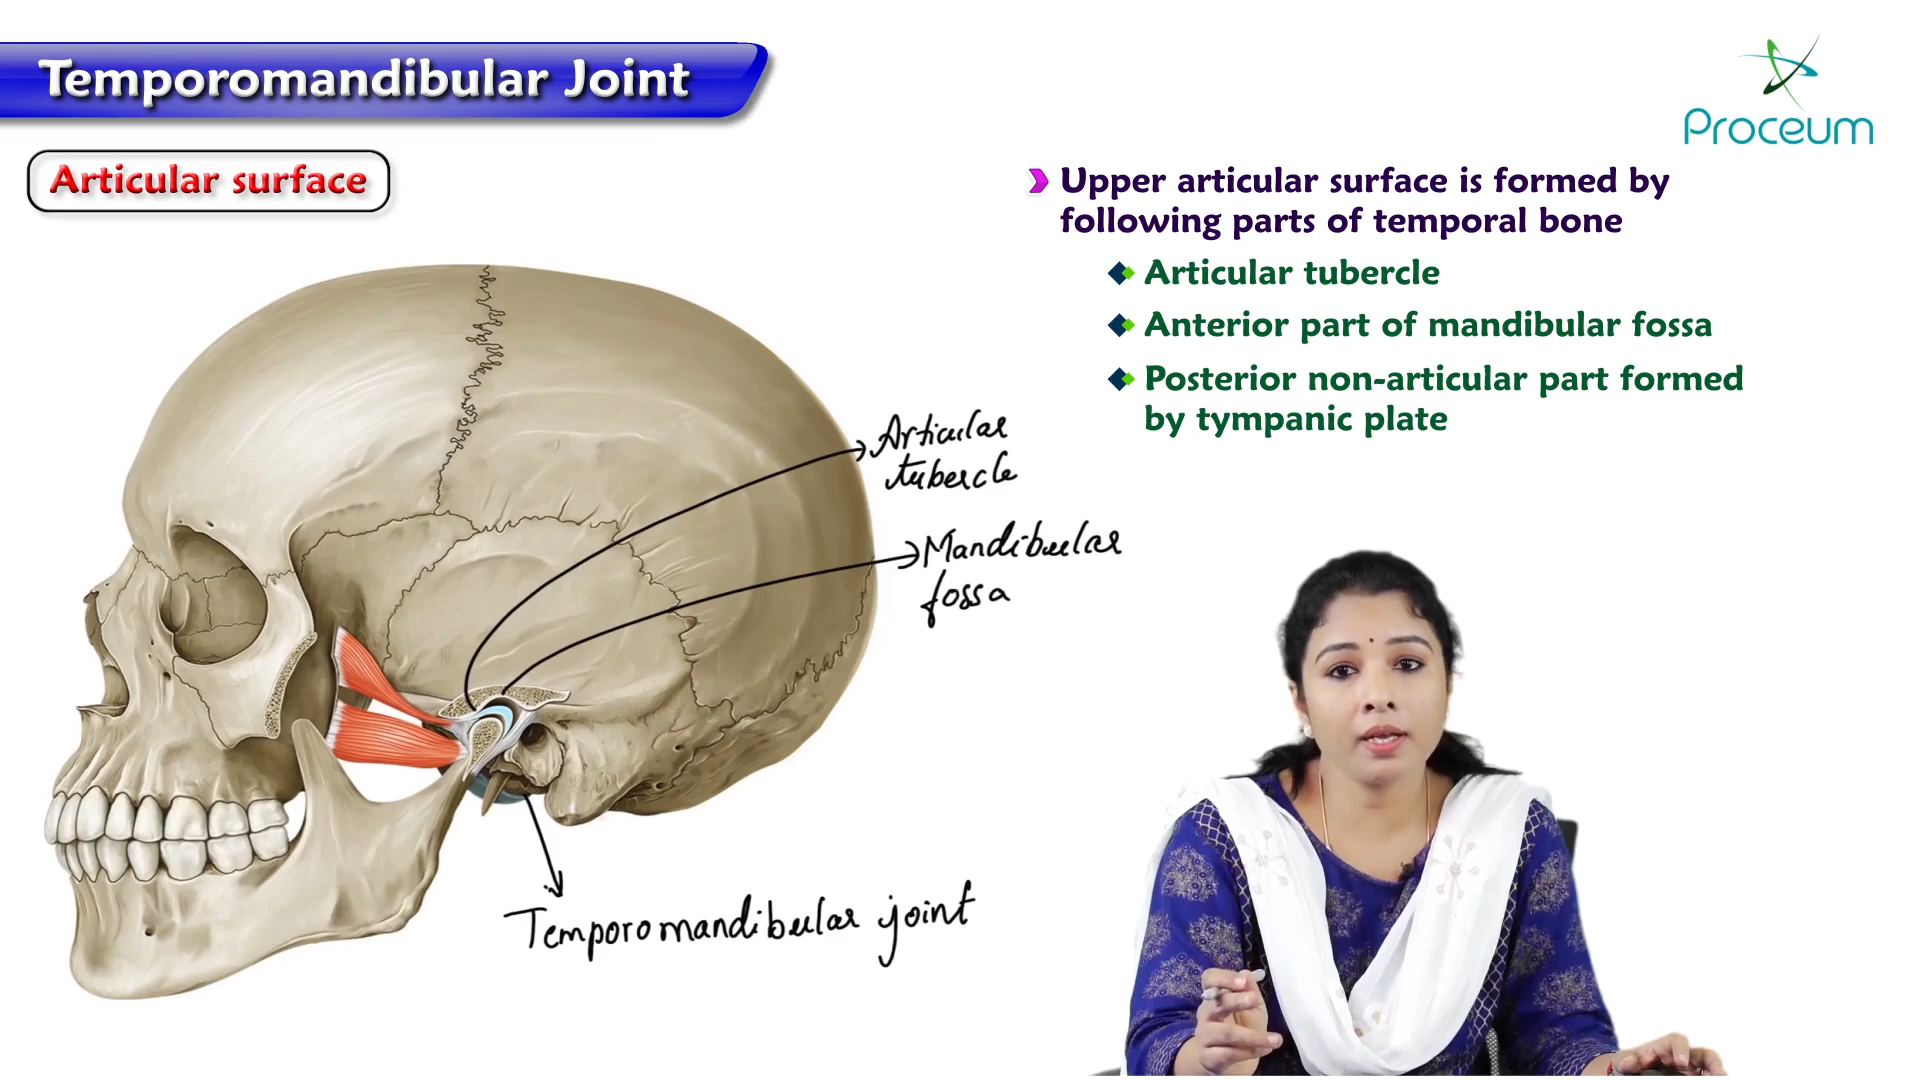 Temporomandibular Joint
Proceum
Articular surface
Upper articular surface is formed by
following parts of temporal bone
Articular tubercle
Anterior part of mandibular fossa
Posterior non-articular part formed
by tympanic plate
Articular
tubercle
Mandibular
fossa
Temporomandibular joint